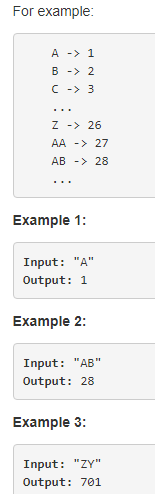 For example:
A -> 1
B -> 2
C -> 3
...
Z -> 26
AA -> 27
AB -> 28
...
Example 1:
Input: "A"
Output: 1
Example 2:
Input: "AB"
Output: 28
Example 3:
Input: "ZY"
Output: 701